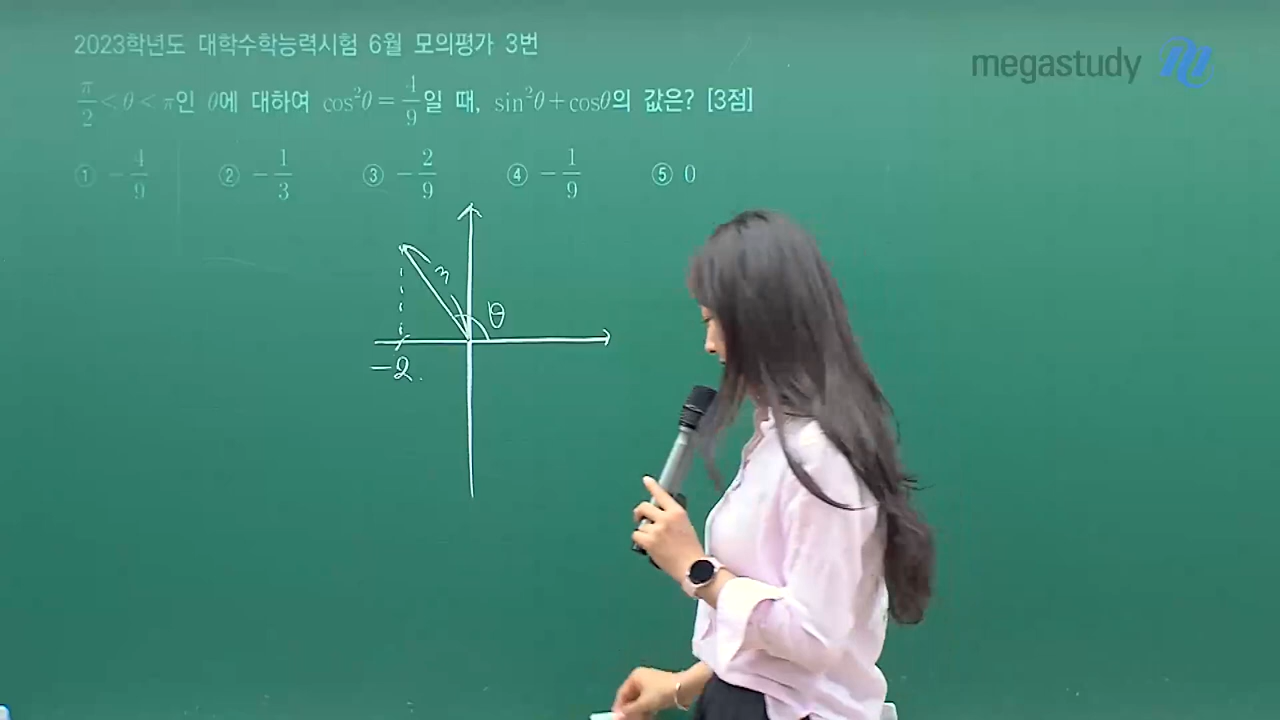 2023학년도 대학수학능력시험 6월 모의평가 3번
megastudy
π/2 < θ < π인 θ에 대하여 cos²θ = 4/9일 때, sin²θ + cosθ의 값은? [3점]
① -4/9 ② -1/3 ③ -2/9 ④ -1/9 ⑤ 0
3
θ
-2